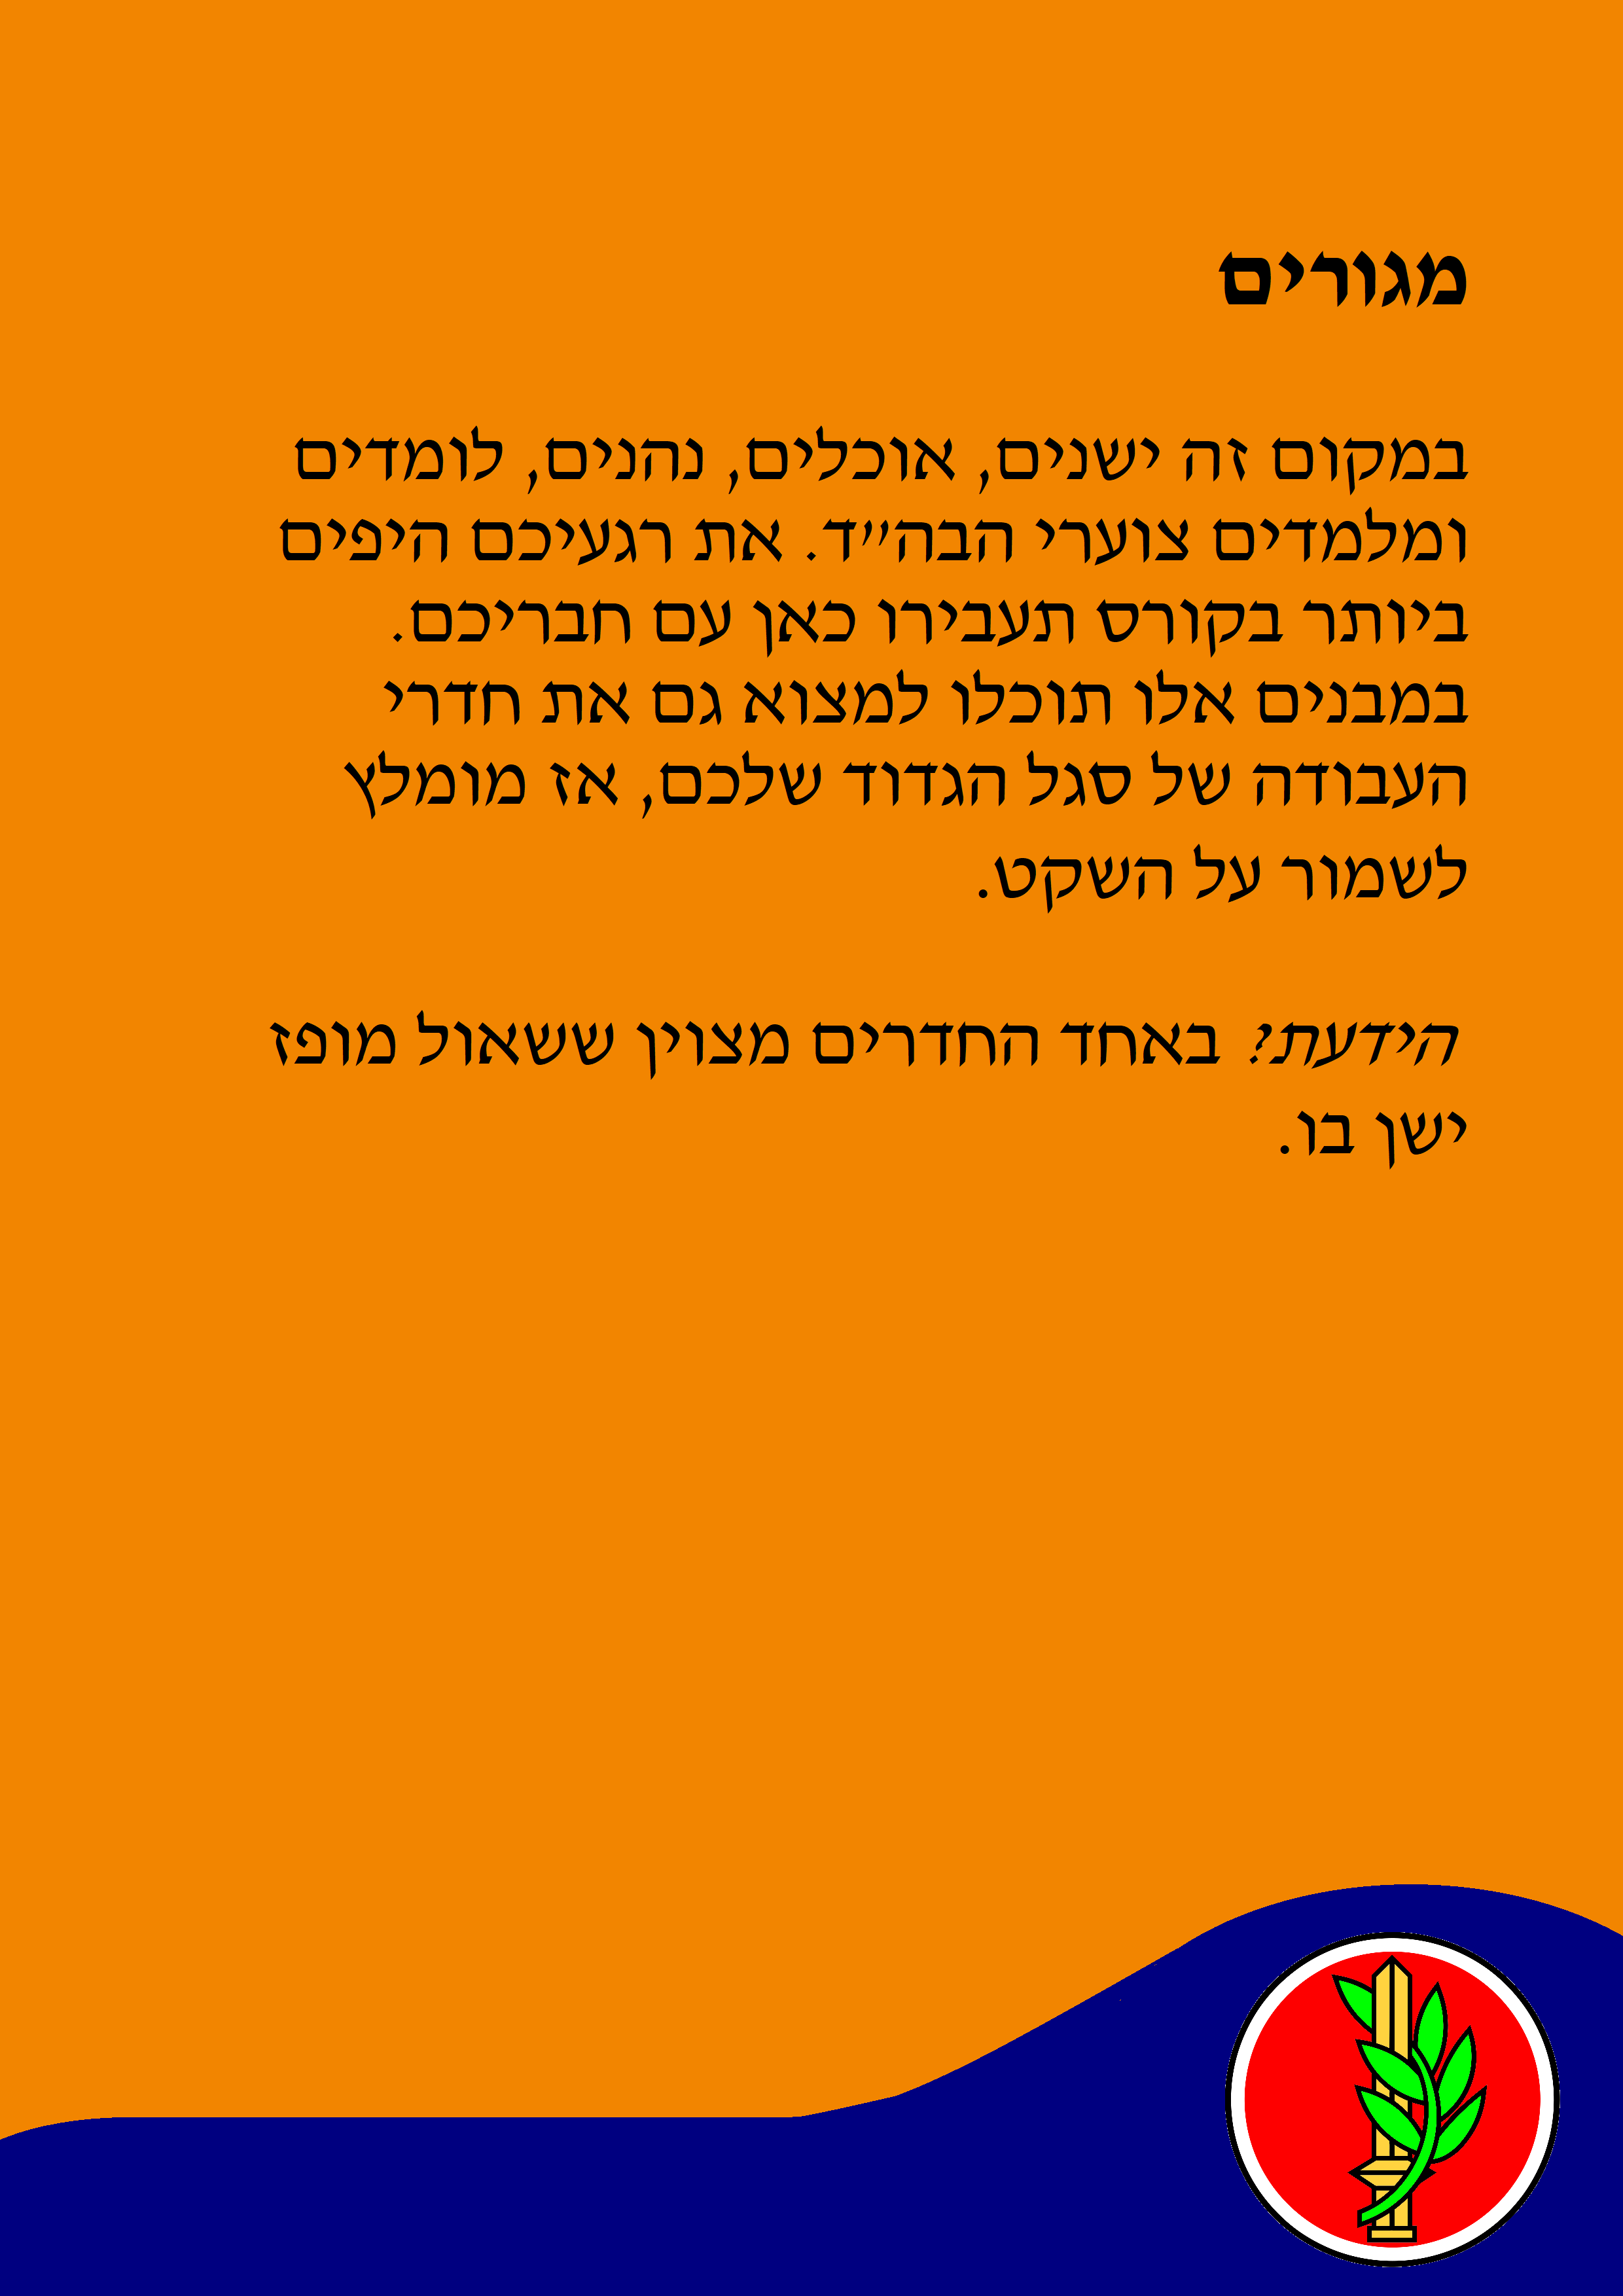 מגורים
במקום זה ישנים, אוכלים, נהנים, לומדים
ומלמדים צוערי הבה״ד. את רגעיכם היפים
ביותר בקורס תעבירו כאן עם חבריכם.
במבנים אלו תוכלו למצוא גם את חדרי
העבודה של סגל הגדוד שלכם, אז מומלץ
לשמור על השקט.
הידעת? באחד החדרים מצוין ששאול מופז
ישן בו.